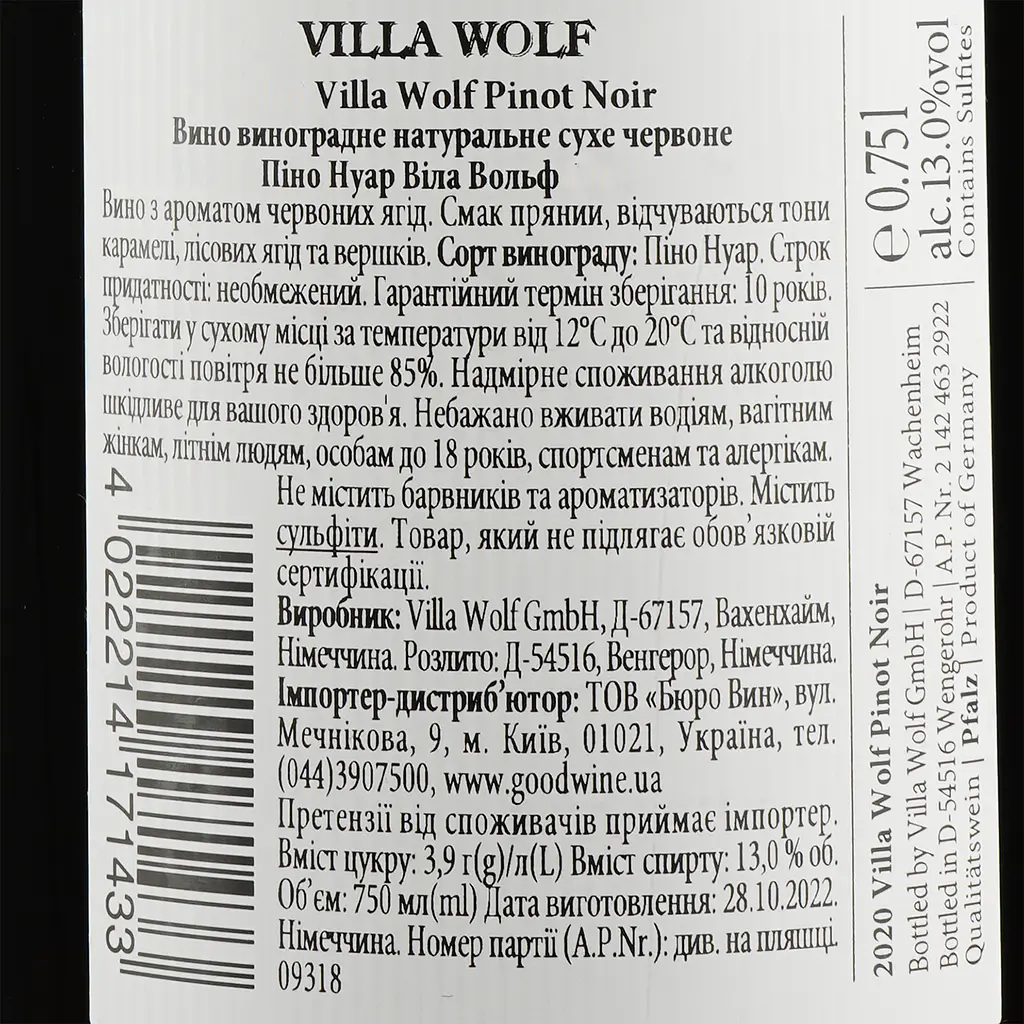 VILLA WOLF
Villa Wolf Pinot Noir
Вино виноградне натуральне сухе червоне
Піно Нуар Віла Вольф
Вино з ароматом червоних ягід. Смак пряний, відчуваються тони
карамелі, лісових ягід та вершків. Сорт винограду: Піно Нуар. Строк
придатності: необмежений. Гарантійний термін зберігання: 10 років.
Зберігати у сухому місці за температури від 12°C до 20°C та відносній
вологості повітря не більше 85%. Надмірне споживання алкоголю
шкідливе для вашого здоров'я. Небажано вживати водіям, вагітним
жінкам, літнім людям, особам до 18 років, спортсменам та алергікам.
Не містить барвників та ароматизаторів. Містить
сульфіти. Товар, який не підлягає обов'язковій
сертифікації.
Виробник: Villa Wolf GmbH, Д-67157, Вахенхайм,
Німеччина. Розлито: Д-54516, Венгерор, Німеччина.
Імпортер-дистриб'ютор: ТОВ «Бюро Вин», вул.
Мечнікова, 9, м. Київ, 01021, Україна, тел.
(044)3907500, www.goodwine.ua
Претензії від споживачів приймає імпортер.
Вміст цукру: 3,9 г(g)/л(L) Вміст спирту: 13,0 % об.
Об'єм: 750 мл(ml) Дата виготовлення: 28.10.2022.
Німеччина. Номер партії (A.P.Nr.): див. на пляшці.
09318
4 022214 171433
e 0.75l
alc.13.0%vol
Contains Sulfites
2020 Villa Wolf Pinot Noir
Bottled by Villa Wolf GmbH | D-67157 Wachenheim
Bottled in D-54516 Wengerohr | A.P. Nr. 2 142 463 2922
Qualitätswein | Pfalz | Product of Germany